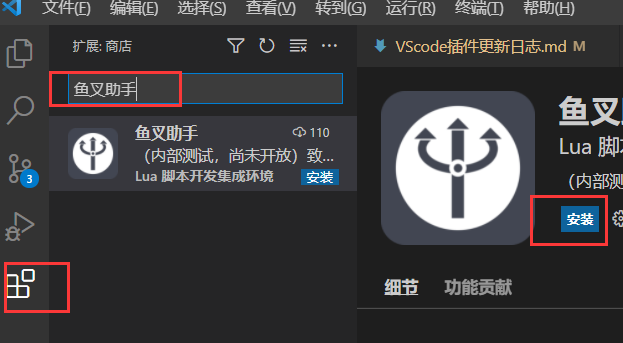 文件(F) 编辑(E) 选择(S) 查看(V) 转到(G) 运行(R) 终端(T) 帮助(H)
扩展: 商店
鱼叉助手
鱼叉助手 110
（内部测试，尚未开放）致...
Lua 脚本开发集成环境 安装
3
VScode插件更新日志.md M
鱼叉
Lua 脚
（内部测
安装
细节 功能贡献